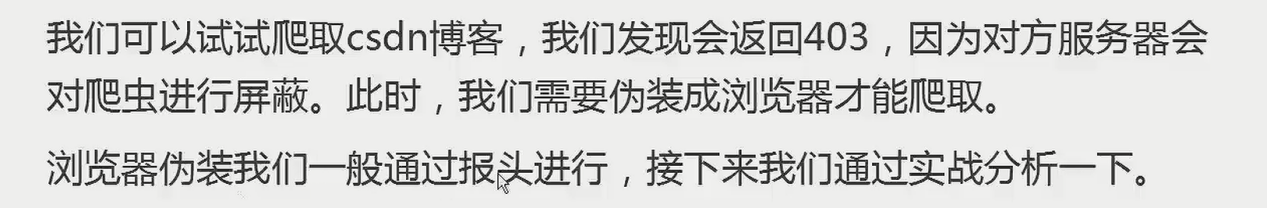 我们可以试试爬取csdn博客，我们发现会返回403，因为对方服务器会
对爬虫进行屏蔽。此时，我们需要伪装成浏览器才能爬取。
浏览器伪装我们一般通过报头进行，接下来我们通过实战分析一下。